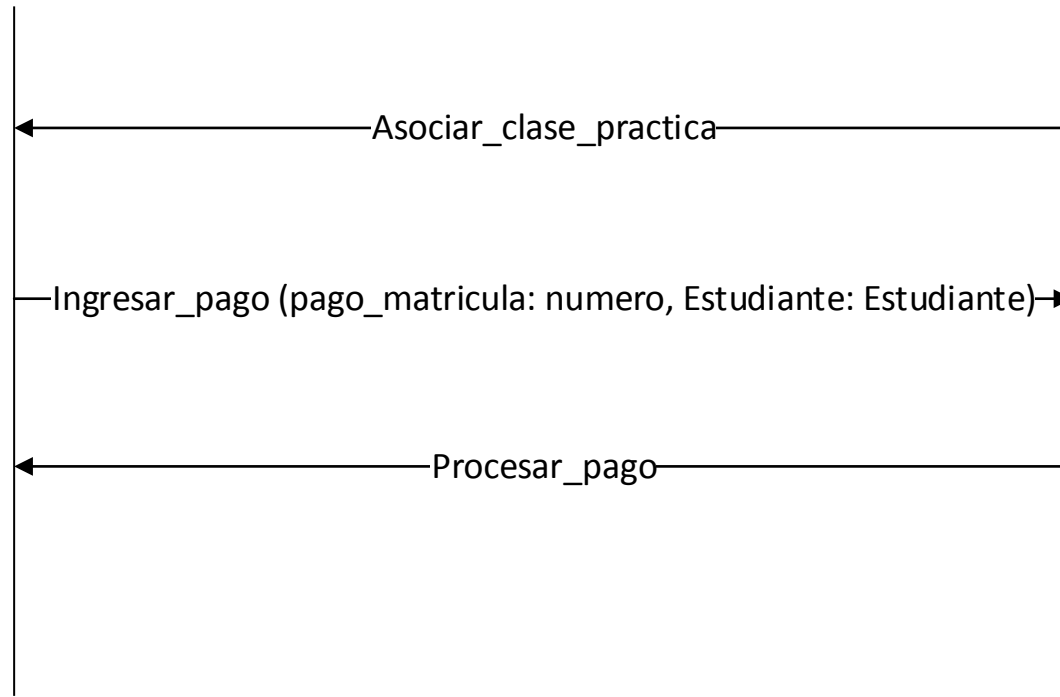 Asociar_clase_practica
Ingresar_pago (pago_matricula: numero, Estudiante: Estudiante)
Procesar_pago